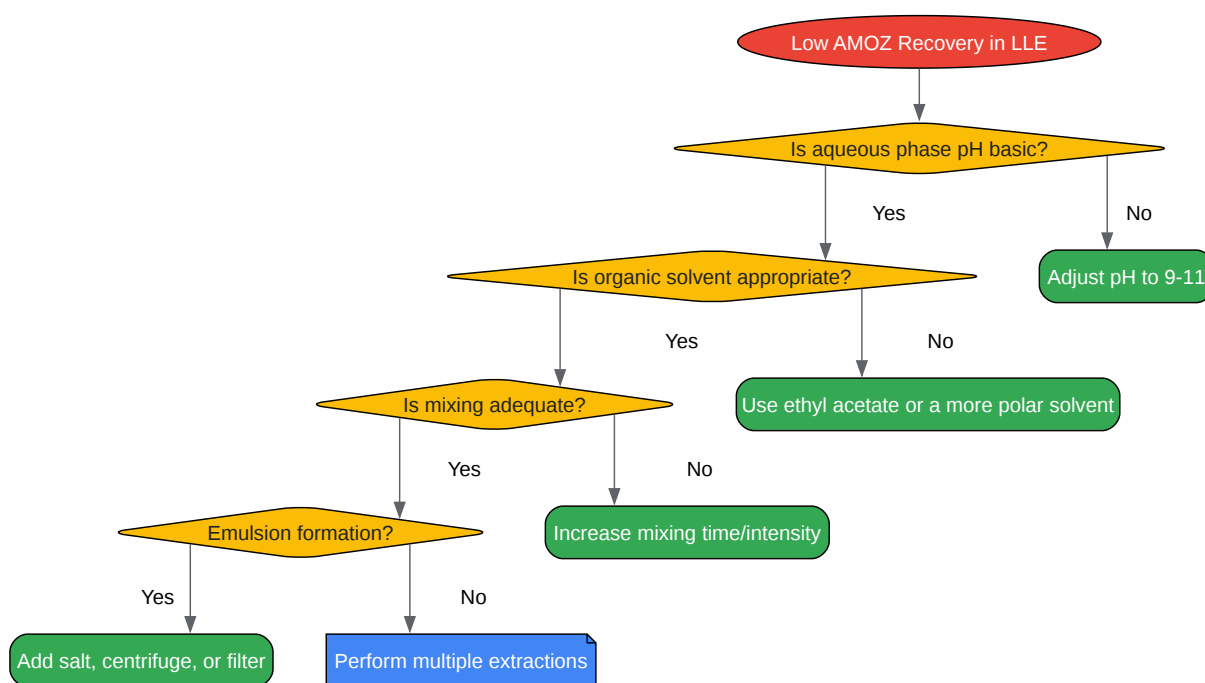 Low AMOZ Recovery in LLE
Is aqueous phase pH basic?
Yes
No
Is organic solvent appropriate?
Adjust pH to 9-11
Yes
No
Is mixing adequate?
Use ethyl acetate or a more polar solvent
Yes
No
Emulsion formation?
Increase mixing time/intensity
Yes
No
Add salt, centrifuge, or filter
Perform multiple extractions